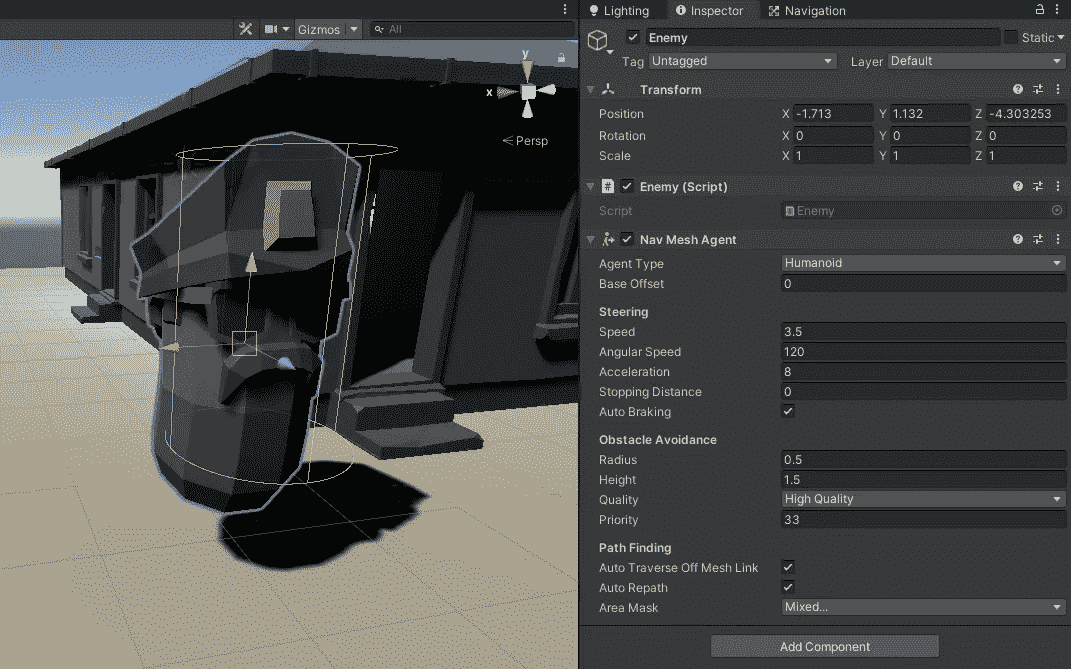 Lighting Inspector Navigation
Gizmos All
Enemy Static
Tag Untagged Layer Default
y
x
Persp
Transform
Position X -1.713 Y 1.132 Z -4.303253
Rotation X 0 Y 0 Z 0
Scale X 1 Y 1 Z 1
# Enemy (Script)
Script Enemy
Nav Mesh Agent
Agent Type Humanoid
Base Offset 0
Steering
Speed 3.5
Angular Speed 120
Acceleration 8
Stopping Distance 0
Auto Braking
Obstacle Avoidance
Radius 0.5
Height 1.5
Quality High Quality
Priority 33
Path Finding
Auto Traverse Off Mesh Link
Auto Repath
Area Mask Mixed...
Add Component